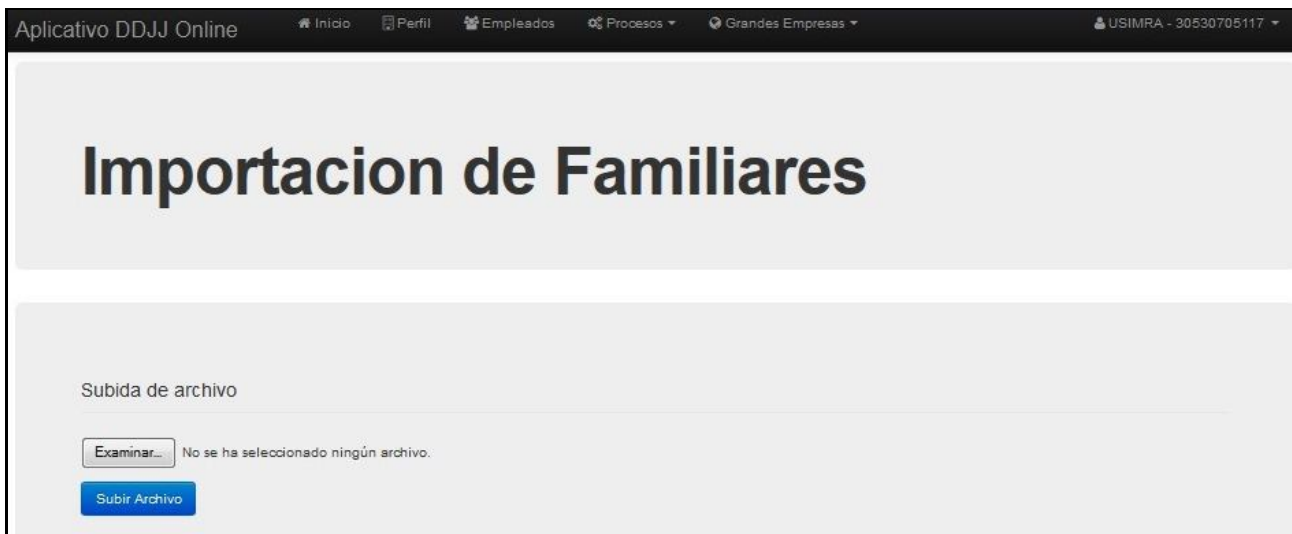 Aplicativo DDJJ Online Inicio Perfil Empleados Procesos Grandes Empresas USIMRA - 30530705117
Importacion de Familiares
Subida de archivo
Examinar... No se ha seleccionado ningún archivo.
Subir Archivo